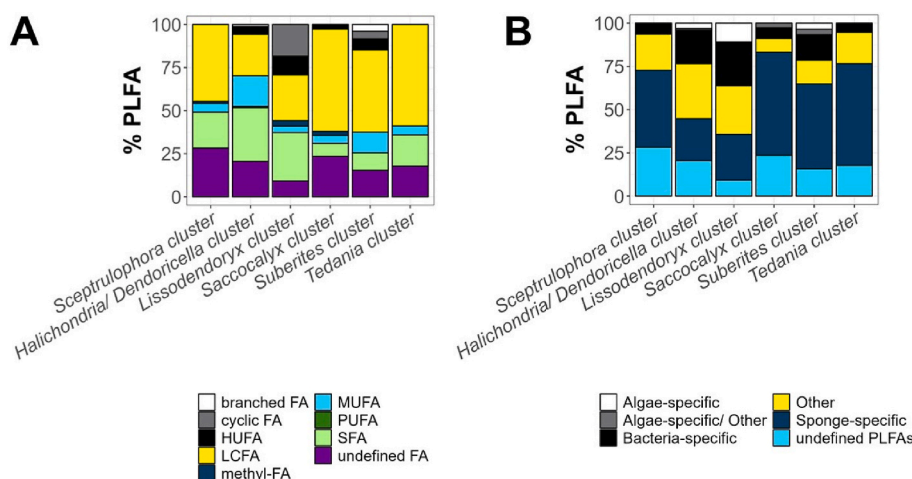 A
B
% PLFA
100
75
50
25
0
Sceptrulophora cluster
Halichondria/ Dendoricella cluster
Lissodendoryx cluster
Saccocalyx cluster
Suberites cluster
Tedania cluster
% PLFA
100
75
50
25
0
Sceptrulophora cluster
Halichondria/ Dendoricella cluster
Lissodendoryx cluster
Saccocalyx cluster
Suberites cluster
Tedania cluster
branched FA
cyclic FA
HUFA
LCFA
methyl-FA
MUFA
PUFA
SFA
undefined FA
Algae-specific
Algae-specific/ Other
Bacteria-specific
Other
Sponge-specific
undefined PLFAs